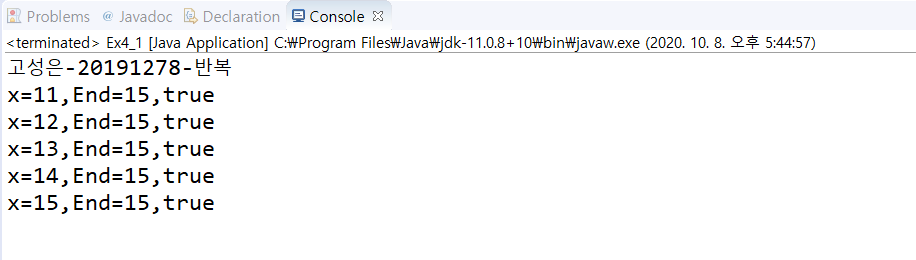 Problems @ Javadoc Declaration Console
<terminated> Ex4_1 [Java Application] C:₩Program Files₩Java₩jdk-11.0.8+10₩bin₩javaw.exe (2020. 10. 8. 오후 5:44:57)
고성은-20191278-반복
x=11,End=15,true
x=12,End=15,true
x=13,End=15,true
x=14,End=15,true
x=15,End=15,true